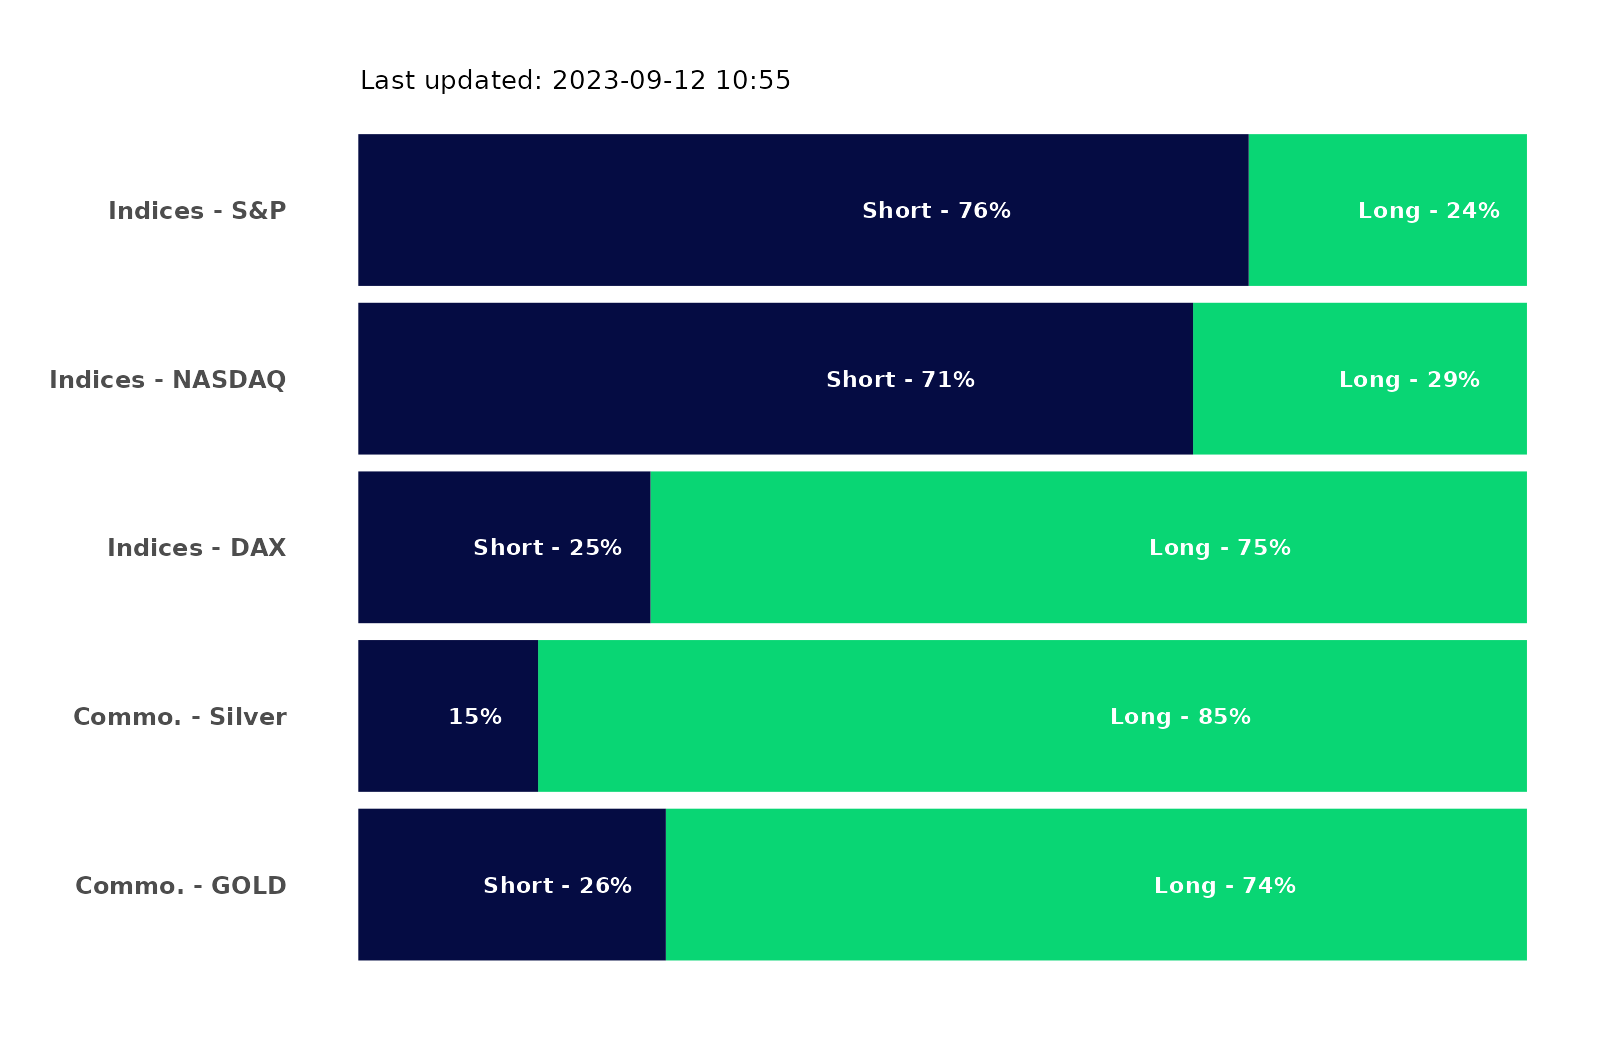 Last updated: 2023-09-12 10:55
Indices - S&P Short - 76% Long - 24%
Indices - NASDAQ Short - 71% Long - 29%
Indices - DAX Short - 25% Long - 75%
Commo. - Silver 15% Long - 85%
Commo. - GOLD Short - 26% Long - 74%